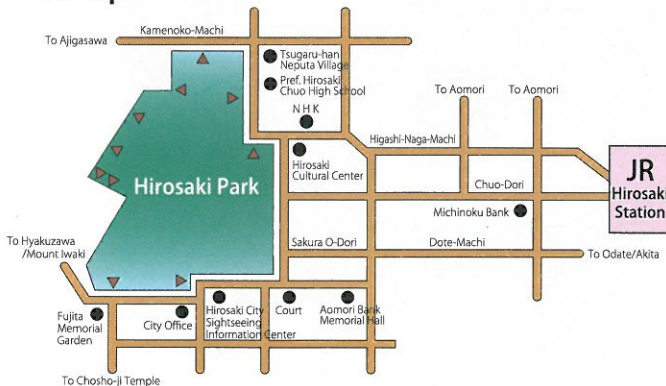 Kamenoko-Machi
To Ajigasawa
Tsugaru-han
Neputa Village
Pref. Hirosaki
Chuo High School
NHK
To Aomori
To Aomori
Higashi-Naga-Machi
Hirosaki
Cultural Center
JR
Hirosaki
Station
Hirosaki Park
Chuo-Dori
Michinoku Bank
To Hyakuzawa
/Mount Iwaki
Sakura O-Dori
Dote-Machi
To Odate/Akita
Fujita
Memorial
Garden
City Office
Hirosaki City
Sightseeing
Information Center
Court
Aomori Bank
Memorial Hall
To Chosho-ji Temple